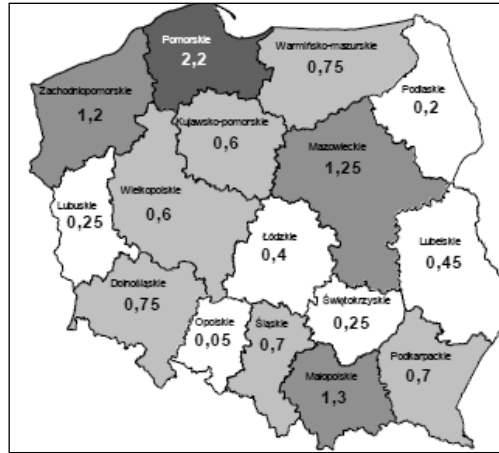 Pomorskie
2,2
Warmińsko-mazurskie
0,75
Podlaskie
0,2
Zachodniopomorskie
1,2
Kujawsko-pomorskie
0,6
Mazowieckie
1,25
Wielkopolskie
0,6
Lubuskie
0,25
Łódzkie
0,4
Lubelskie
0,45
Dolnośląskie
0,75
Opolskie
0,05
Śląskie
0,7
Świętokrzyskie
0,25
Małopolskie
1,3
Podkarpackie
0,7